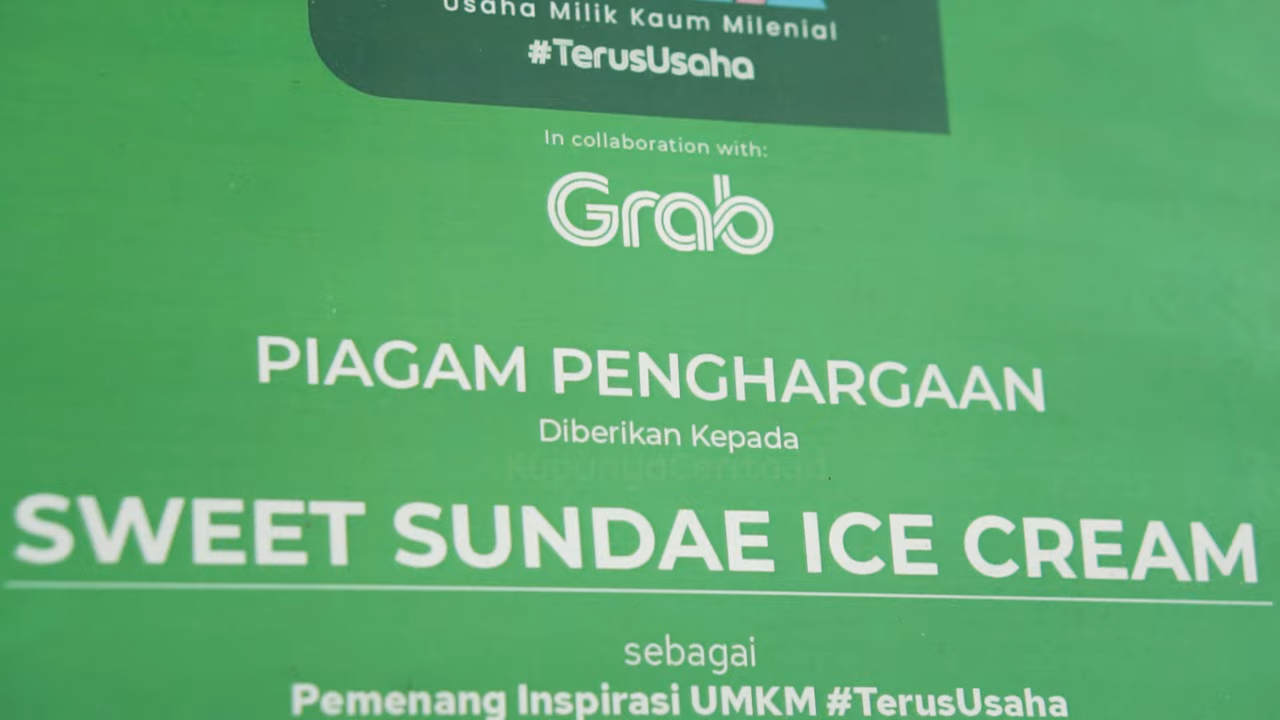 Usaha Milik Kaum Milenial
#TerusUsaha
In collaboration with:
Grab
PIAGAM PENGHARGAAN
Diberikan Kepada
SWEET SUNDAE ICE CREAM
sebagai
Pemenang Inspirasi UMKM #TerusUsaha